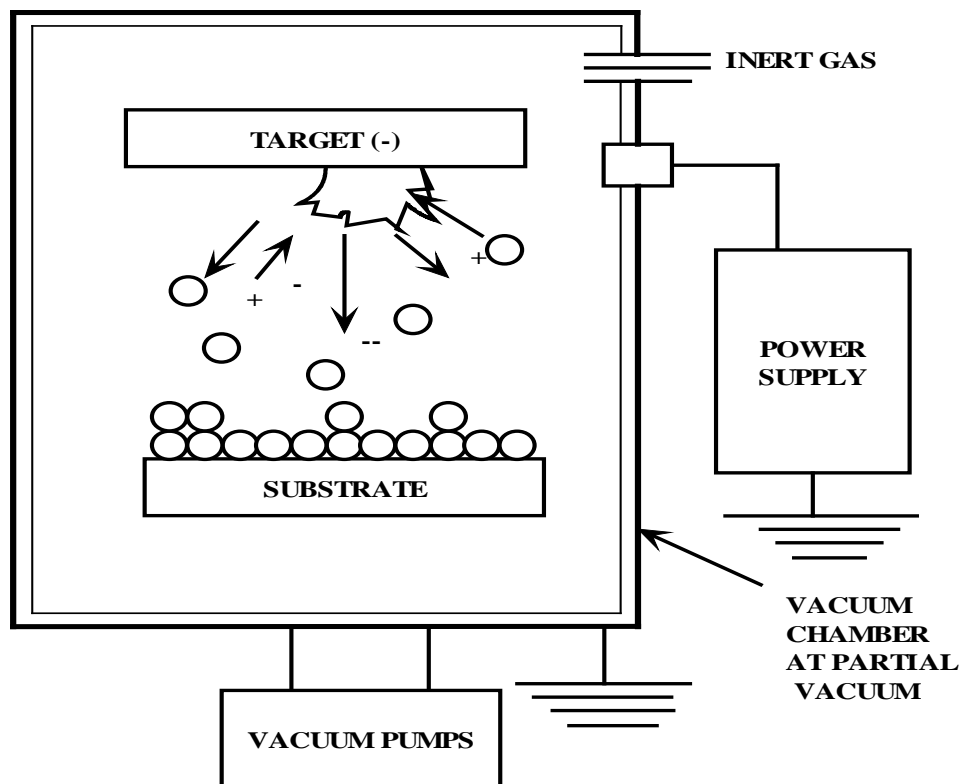 INERT GAS
TARGET (-)
+
-
+
--
POWER
SUPPLY
SUBSTRATE
VACUUM
CHAMBER
AT PARTIAL
VACUUM
VACUUM PUMPS